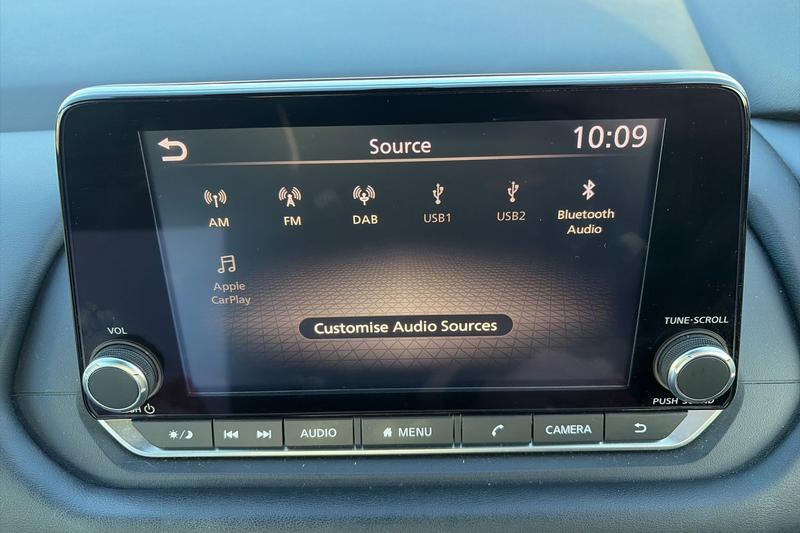 Source
10:09
AM
FM
DAB
USB1
USB2
Bluetooth
Audio
Apple
CarPlay
Customise Audio Sources
VOL
TUNE·SCROLL
PUSH
AUDIO
MENU
CAMERA